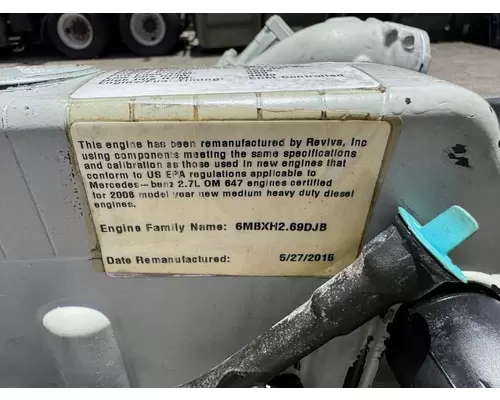 This engine has been remanufactured by Reviva, Inc
using components meeting the same specifications
and calibration as those used in new engines that
conform to US EPA regulations applicable to
Mercedes-benz 2.7L OM 647 engines certified
for 2006 model year new medium heavy duty diesel
engines.
Engine Family Name: 6MBXH2.69DJB
Date Remanufactured: 5/27/2015